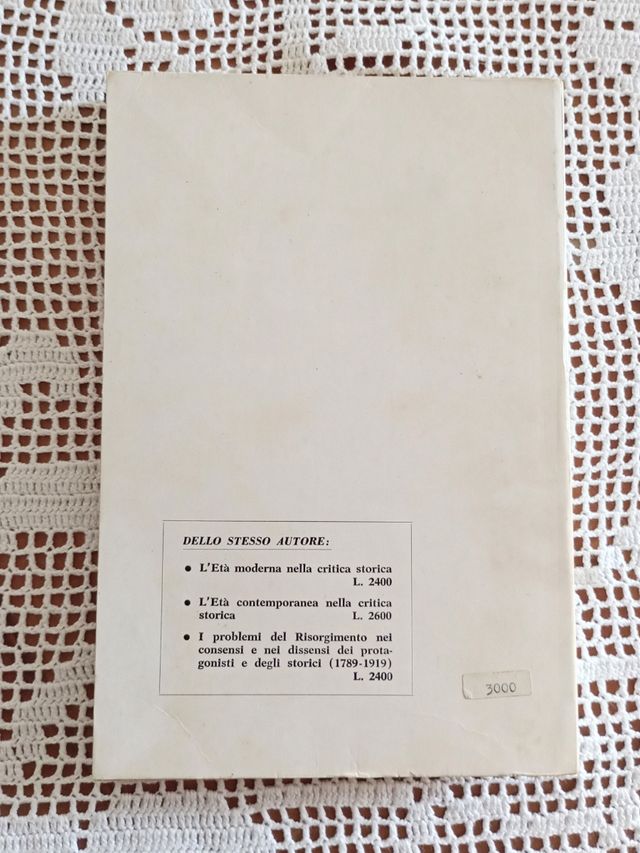 DELLO STESSO AUTORE:
● L'Età moderna nella critica storica
L. 2400
● L'Età contemporanea nella critica
storica L. 2600
● I problemi del Risorgimento nei
consensi e nei dissensi dei prota-
gonisti e degli storici (1789-1919)
L. 2400
3000